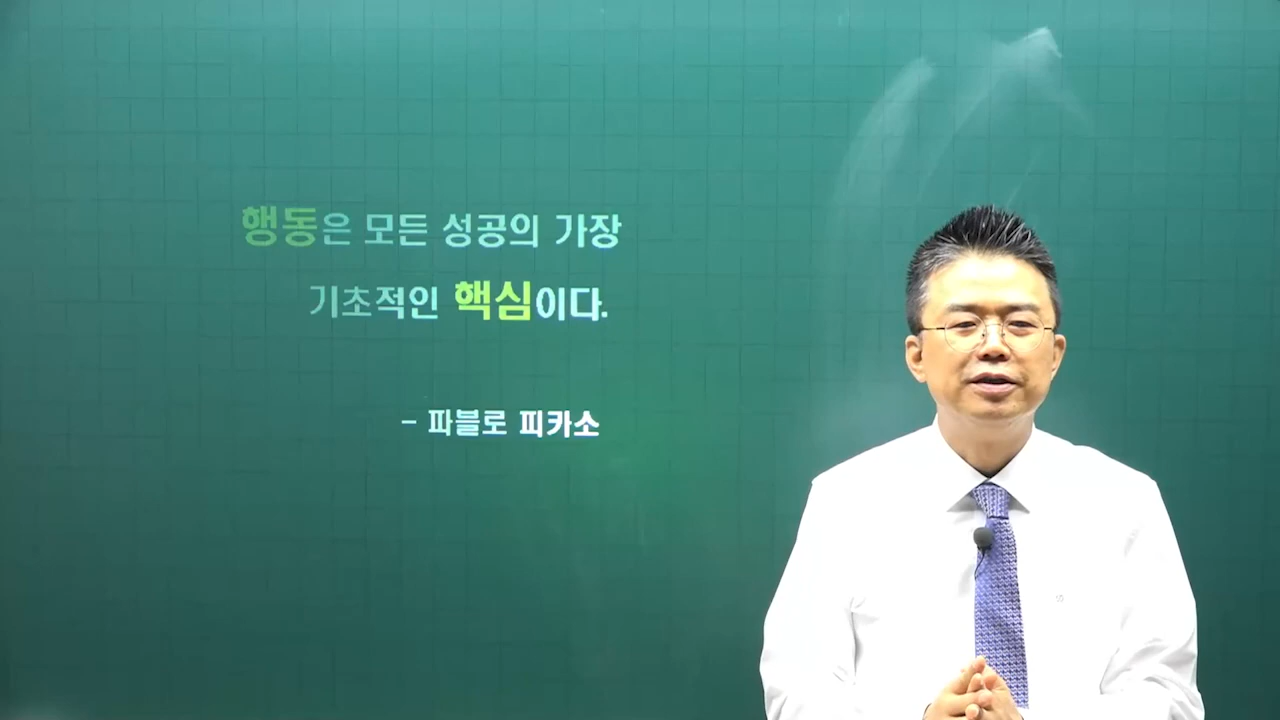 행동은 모든 성공의 가장
기초적인 핵심이다.
- 파블로 피카소